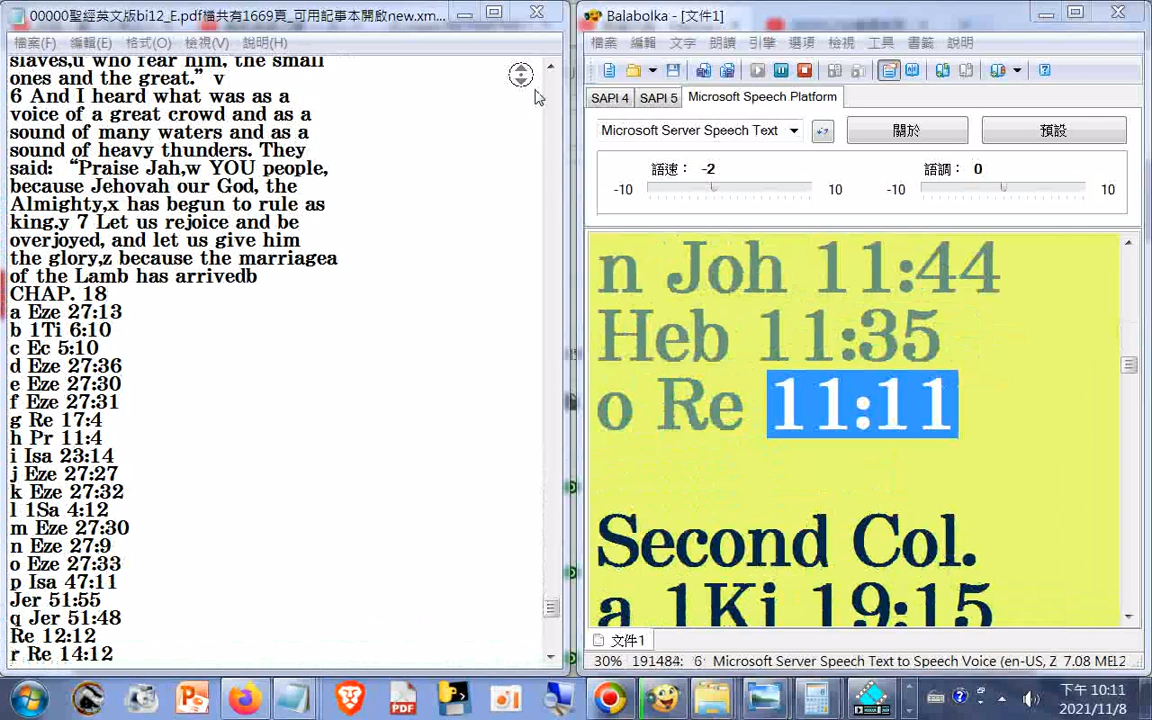 00000聖經英文版bi12_E.pdf檔共有1669頁_可用記事本開啟new.xm...
檔案(F) 編輯(E) 格式(O) 檢視(V) 說明(H)
slaves,u who fear him, the small
ones and the great.” v
6 And I heard what was as a
voice of a great crowd and as a
sound of many waters and as a
sound of heavy thunders. They
said: “Praise Jah,w YOU people,
because Jehovah our God, the
Almighty,x has begun to rule as
king.y 7 Let us rejoice and be
overjoyed, and let us give him
the glory,z because the marriagea
of the Lamb has arrivedb
CHAP. 18
a Eze 27:13
b 1Ti 6:10
c Ec 5:10
d Eze 27:36
e Eze 27:30
f Eze 27:31
g Re 17:4
h Pr 11:4
i Isa 23:14
j Eze 27:27
k Eze 27:32
l 1Sa 4:12
m Eze 27:30
n Eze 27:9
o Eze 27:33
p Isa 47:11
Jer 51:55
q Jer 51:48
Re 12:12
r Re 14:12
Balabolka - [文件1]
檔案 編輯 文字 朗讀 引擎 選項 檢視 工具 書籤 說明
SAPI 4 SAPI 5 Microsoft Speech Platform
Microsoft Server Speech Text 關於 預設
語速: -2 語調: 0
-10 10 -10 10
n Joh 11:44
Heb 11:35
o Re 11:11
Second Col.
a 1Ki 19:15
文件1
30% 191484: 6 Microsoft Server Speech Text to Speech Voice (en-US, Z 7.08 ME12
PDF
下午 10:11
2021/11/8